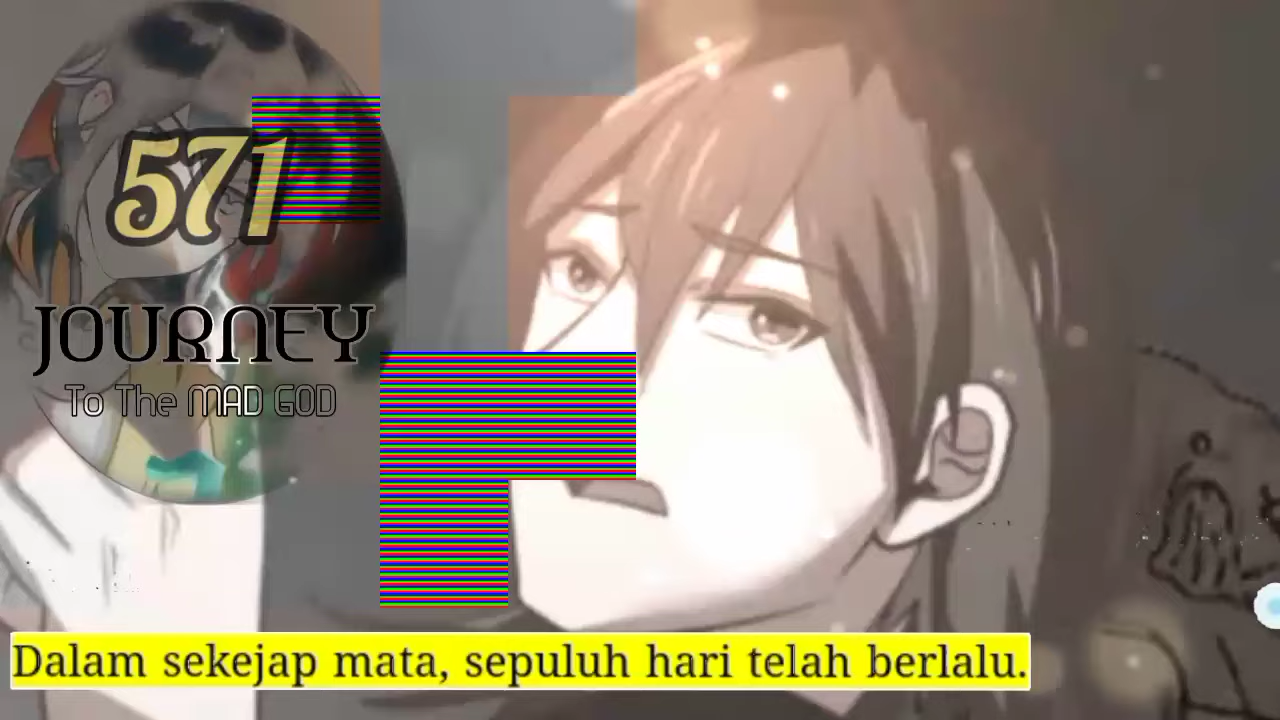 571
JOURNEY
To The MAD GOD
Dalam sekejap mata, sepuluh hari telah berlalu.